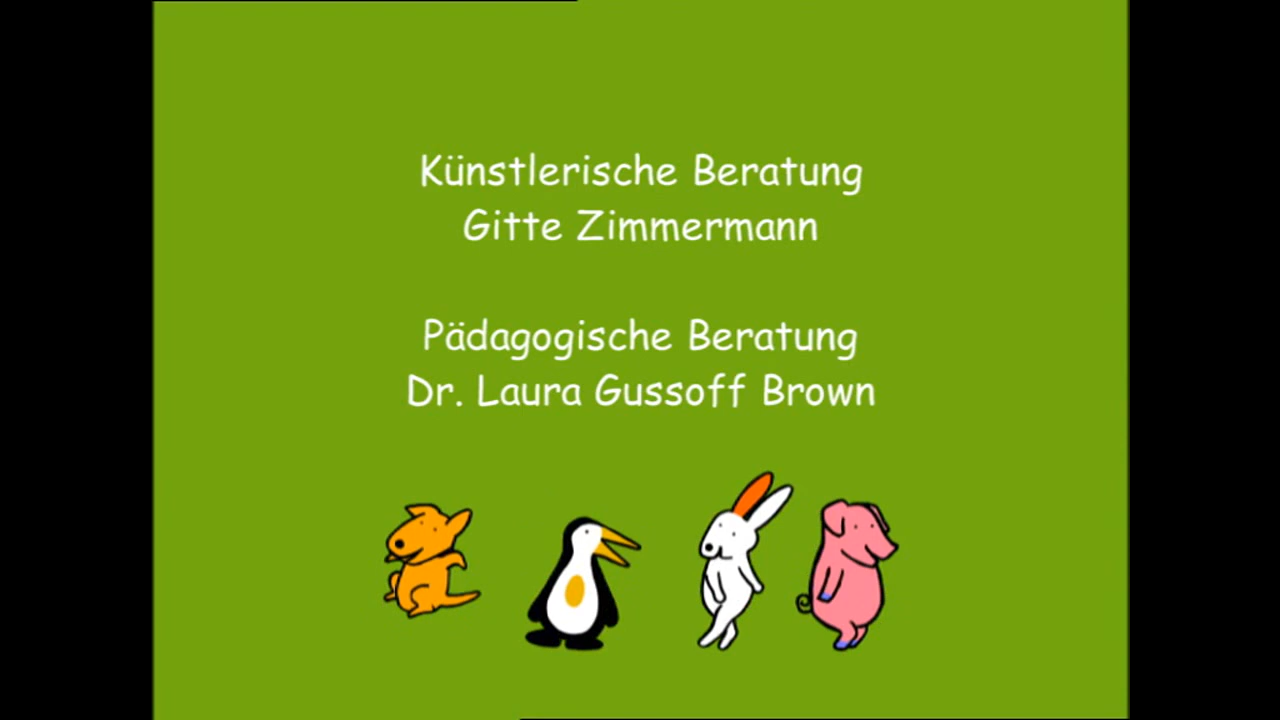 Künstlerische Beratung
Gitte Zimmermann
Pädagogische Beratung
Dr. Laura Gussoff Brown